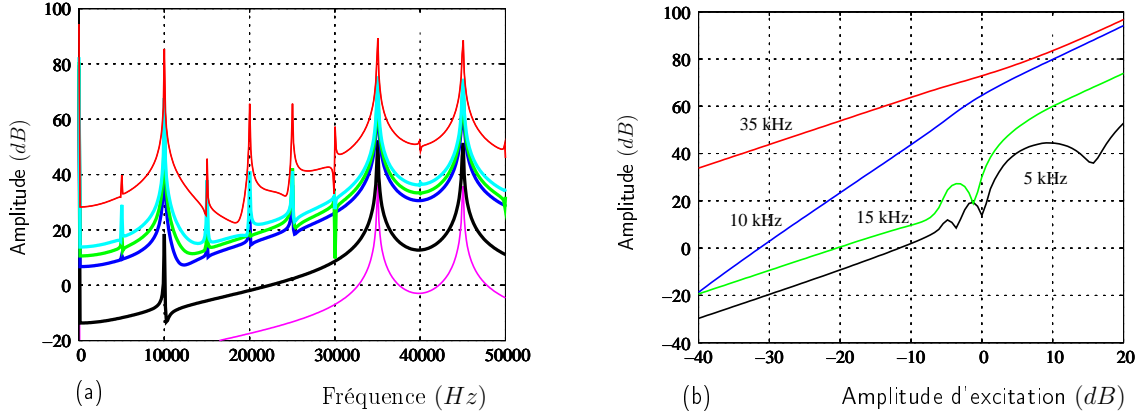 100
80
60
40
20
0
−20
Amplitude (dB)
0 10000 20000 30000 40000 50000
(a) Fréquence (Hz)
100
80
60
40
20
0
−20
−40
Amplitude (dB)
35 kHz
10 kHz
15 kHz
5 kHz
−40 −30 −20 −10 0 10 20
(b) Amplitude d'excitation (dB)